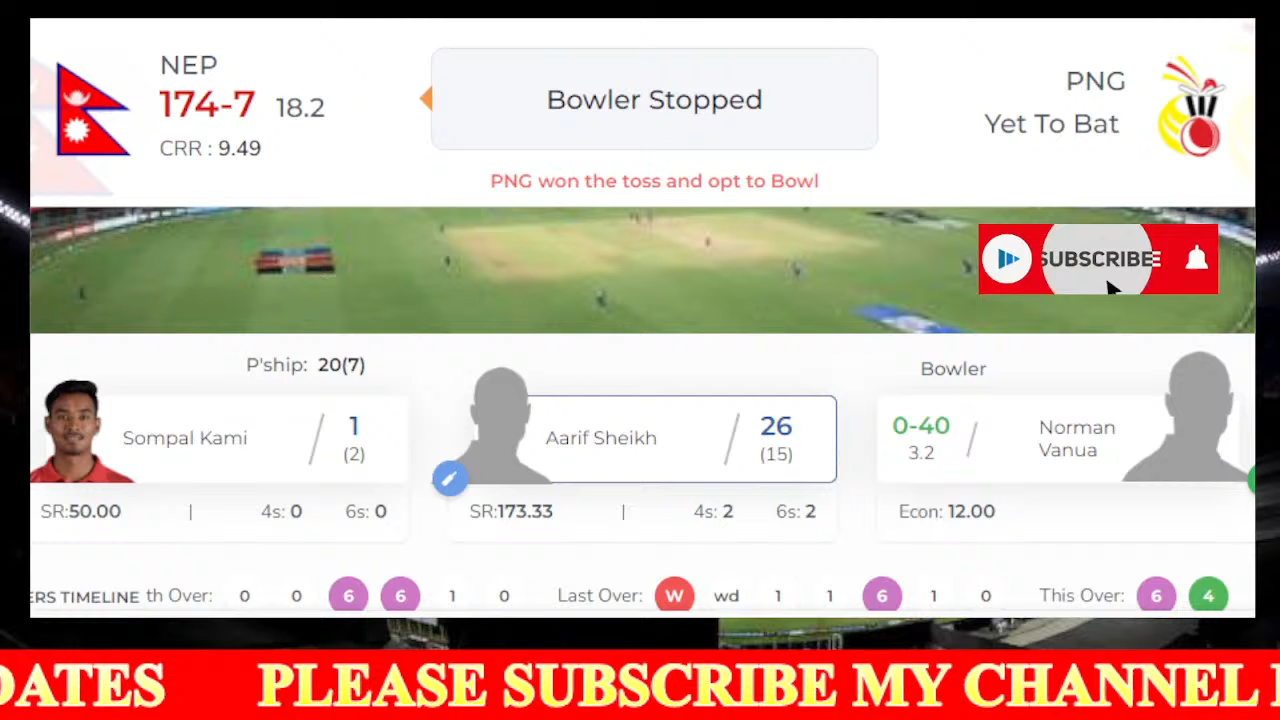 NEP
174-7 18.2
CRR : 9.49
Bowler Stopped
PNG won the toss and opt to Bowl
PNG
Yet To Bat
SUBSCRIBE
P'ship: 20(7)
Sompal Kami
1
(2)
SR:50.00 | 4s: 0 6s: 0
Aarif Sheikh
26
(15)
SR:173.33 | 4s: 2 6s: 2
Bowler
0-40
3.2
Norman
Vanua
Econ: 12.00
ERS TIMELINE th Over: 0 0 6 6 1 0 Last Over: W wd 1 1 6 1 0 This Over: 6 4
DATES PLEASE SUBSCRIBE MY CHANNEL